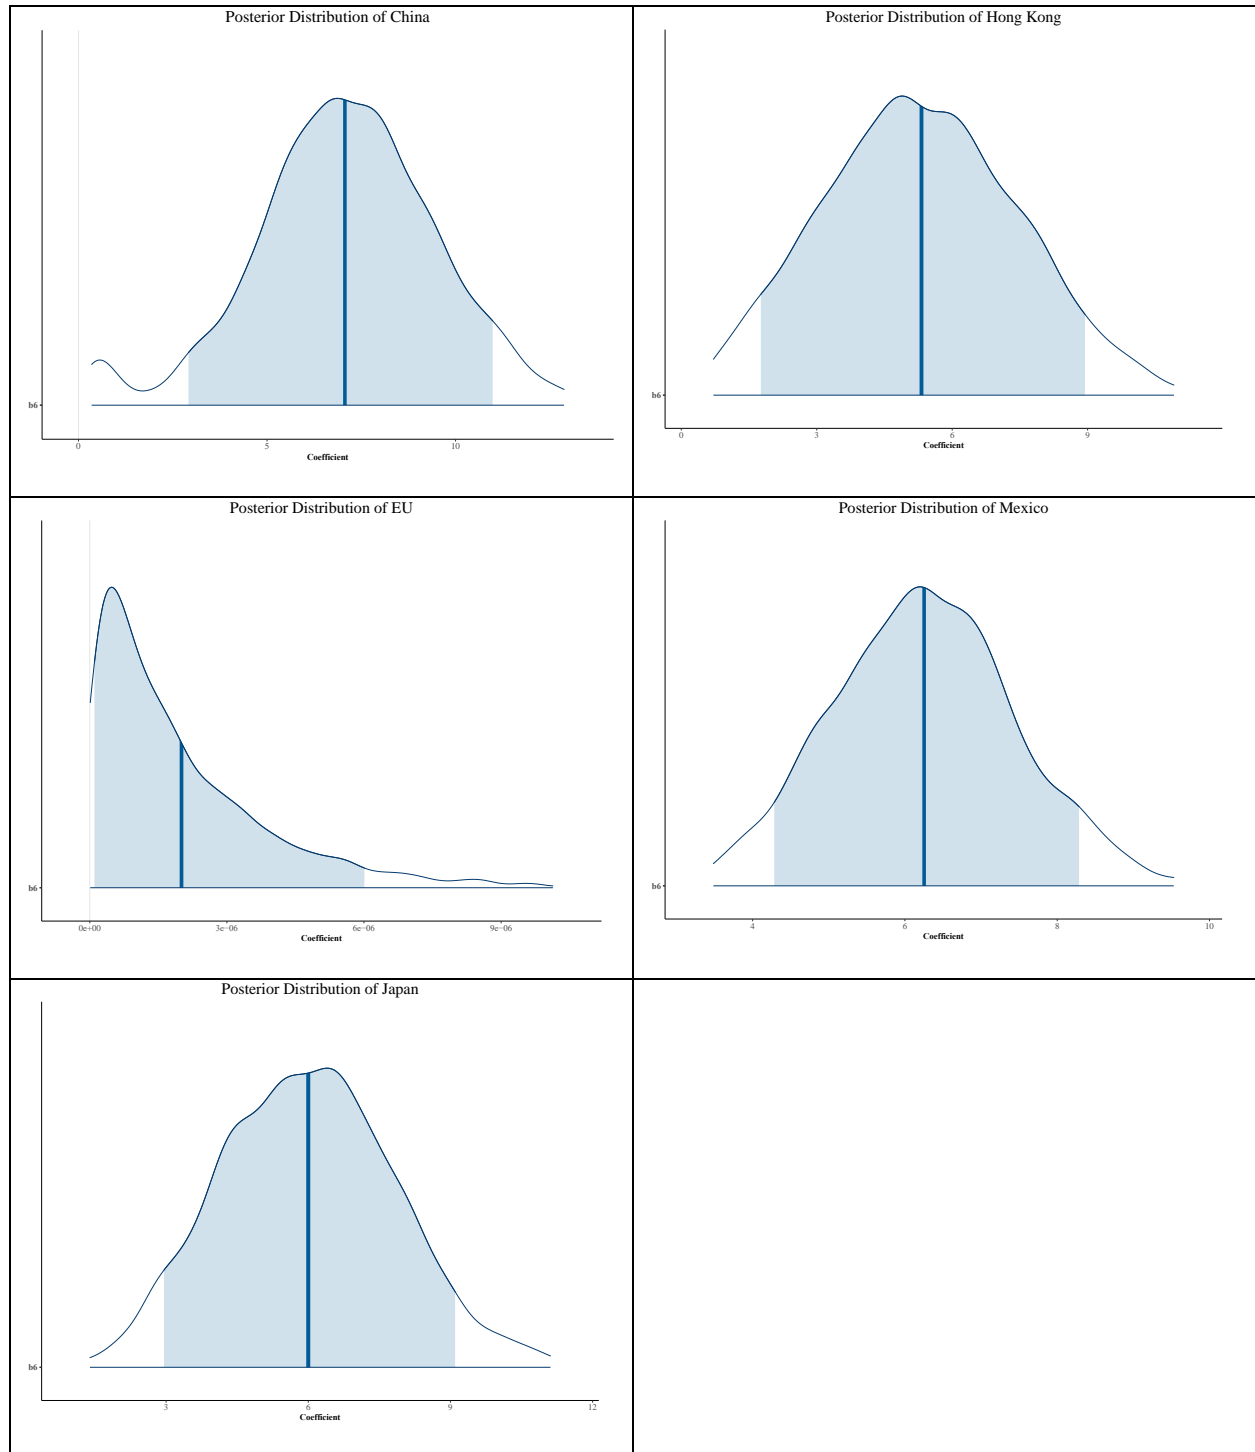 Posterior Distribution of China
b6
0 5 10
Coefficient
Posterior Distribution of Hong Kong
b6
0 3 6 9
Coefficient
Posterior Distribution of EU
b6
0e+00 3e−06 6e−06 9e−06
Coefficient
Posterior Distribution of Mexico
b6
4 6 8 10
Coefficient
Posterior Distribution of Japan
b6
3 6 9 12
Coefficient